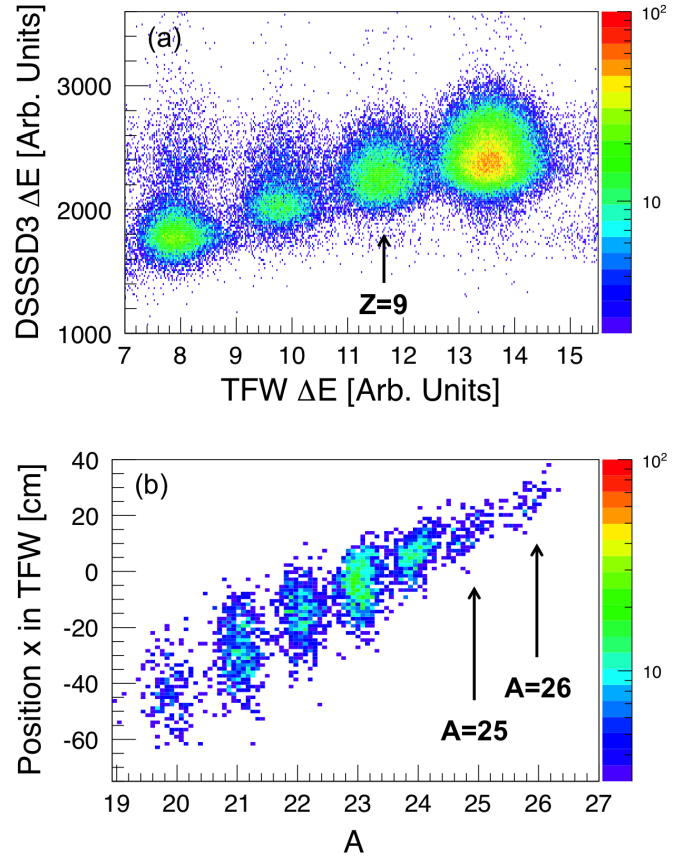 (a)
DSSSD3 ΔE [Arb. Units]
3000
2000
1000
Z=9
7 8 9 10 11 12 13 14 15
TFW ΔE [Arb. Units]
10²
10
(b)
Position x in TFW [cm]
40
20
0
-20
-40
-60
A=26
A=25
19 20 21 22 23 24 25 26 27
A
10²
10